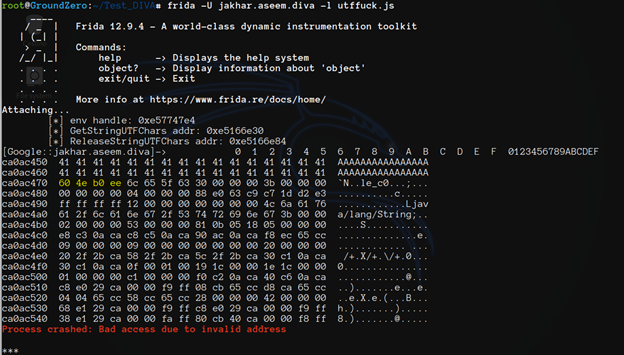 root@GroundZero:~/Test_DIVA# frida -U jakhar.aseem.diva -l utffuck.js
/ _  |   Frida 12.9.4 - A world-class dynamic instrumentation toolkit
| (_| |
> _  |   Commands:
/_/ |_|       help      -> Displays the help system
. . . .       object?   -> Display information about 'object'
. . . .       exit/quit -> Exit
. . . .
. . . .   More info at https://www.frida.re/docs/home/
Attaching...
[*] env handle: 0xe57747e4
[*] GetStringUTFChars addr: 0xe5166e30
[*] ReleaseStringUTFChars addr: 0xe5166e84
[Google::jakhar.aseem.diva]-> 0 1 2 3 4 5 6 7 8 9 A B C D E F 0123456789ABCDEF
ca0ac450 41 41 41 41 41 41 41 41 41 41 41 41 41 41 41 41 AAAAAAAAAAAAAAAA
ca0ac460 41 41 41 41 41 41 41 41 41 41 41 41 41 41 41 41 AAAAAAAAAAAAAAAA
ca0ac470 60 4e b0 ee 6c 65 5f 63 30 00 00 00 3b 00 00 00 `N..le_c0...;...
ca0ac480 00 00 00 00 04 00 00 00 88 e0 63 c9 c7 1d d2 e3 ..........c.....
ca0ac490 ff ff ff ff 12 00 00 00 00 00 00 00 4c 6a 61 76 ............Ljav
ca0ac4a0 61 2f 6c 61 6e 67 2f 53 74 72 69 6e 67 3b 00 00 a/lang/String;..
ca0ac4b0 02 00 00 00 53 00 00 00 81 0b 05 18 05 00 00 00 ....S...........
ca0ac4c0 e8 c3 0a ca c8 c5 0a ca 90 ac 0a ca f8 ec 65 cc ..............e.
ca0ac4d0 09 00 00 00 09 00 00 00 00 00 00 00 20 00 00 00 ............ ...
ca0ac4e0 20 2f 2b ca 58 2f 2b ca 5c 2f 2b ca 30 c1 0a ca  /+.X/+.\/+.0...
ca0ac4f0 30 c1 0a ca 0f 00 01 00 19 1c 00 00 1e 1c 00 00 0...............
ca0ac500 01 00 00 00 c1 00 00 00 f0 c2 0a ca 40 c6 0a ca ............@...
ca0ac510 c8 e0 29 ca 00 00 f9 ff 08 cb 65 cc d8 ca 65 cc ..).......e...e.
ca0ac520 04 04 65 cc 58 cc 65 cc 28 00 00 00 42 00 00 00 ..e.X.e.(...B...
ca0ac530 68 e1 29 ca 00 00 f9 ff c8 e0 29 ca 00 00 f9 ff h.).......).....
ca0ac540 38 e1 29 ca 00 00 fa ff 80 cb 40 ca 00 00 f8 ff 8.).......@.....
Process crashed: Bad access due to invalid address
***